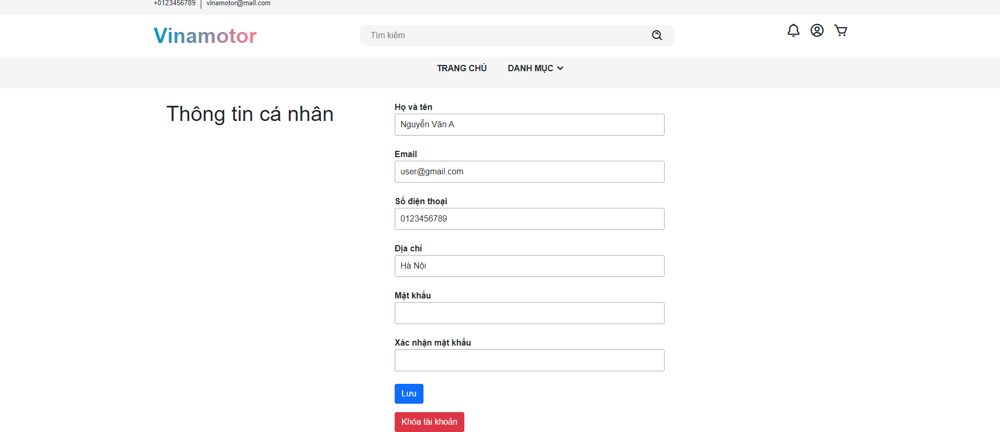 +0123456789 | vinamotor@mail.com
Vinamotor
Tìm kiếm
TRANG CHỦ DANH MỤC
Thông tin cá nhân
Họ và tên
Nguyễn Văn A
Email
user@gmail.com
Số điện thoại
0123456789
Địa chỉ
Hà Nội
Mật khẩu
Xác nhận mật khẩu
Lưu
Khóa tài khoản